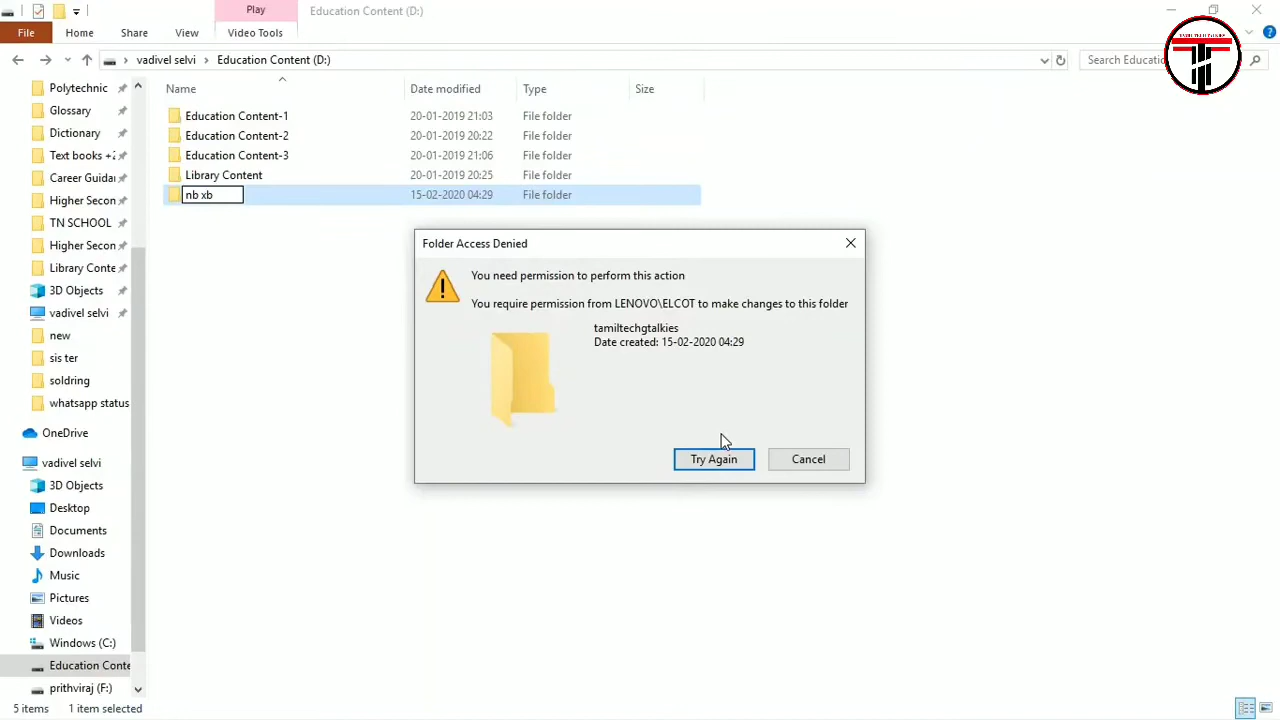 Play
Education Content (D:)
File
Home
Share
View
Video Tools
vadivel selvi
Education Content (D:)
Search Educatio
Name
Date modified
Type
Size
Education Content-1
20-01-2019 21:03
File folder
Education Content-2
20-01-2019 20:22
File folder
Education Content-3
20-01-2019 21:06
File folder
Library Content
20-01-2019 20:25
File folder
nb xb
15-02-2020 04:29
File folder
Polytechnic
Glossary
Dictionary
Text books +2
Career Guidar
Higher Secon
TN SCHOOL
Higher Secon
Library Conte
3D Objects
vadivel selvi
new
sis ter
soldring
whatsapp status
OneDrive
vadivel selvi
3D Objects
Desktop
Documents
Downloads
Music
Pictures
Videos
Windows (C:)
Education Conte
prithviraj (F:)
Folder Access Denied
You need permission to perform this action
You require permission from LENOVO\ELCOT to make changes to this folder
tamiltechgtalkies
Date created: 15-02-2020 04:29
Try Again
Cancel
5 items
1 item selected